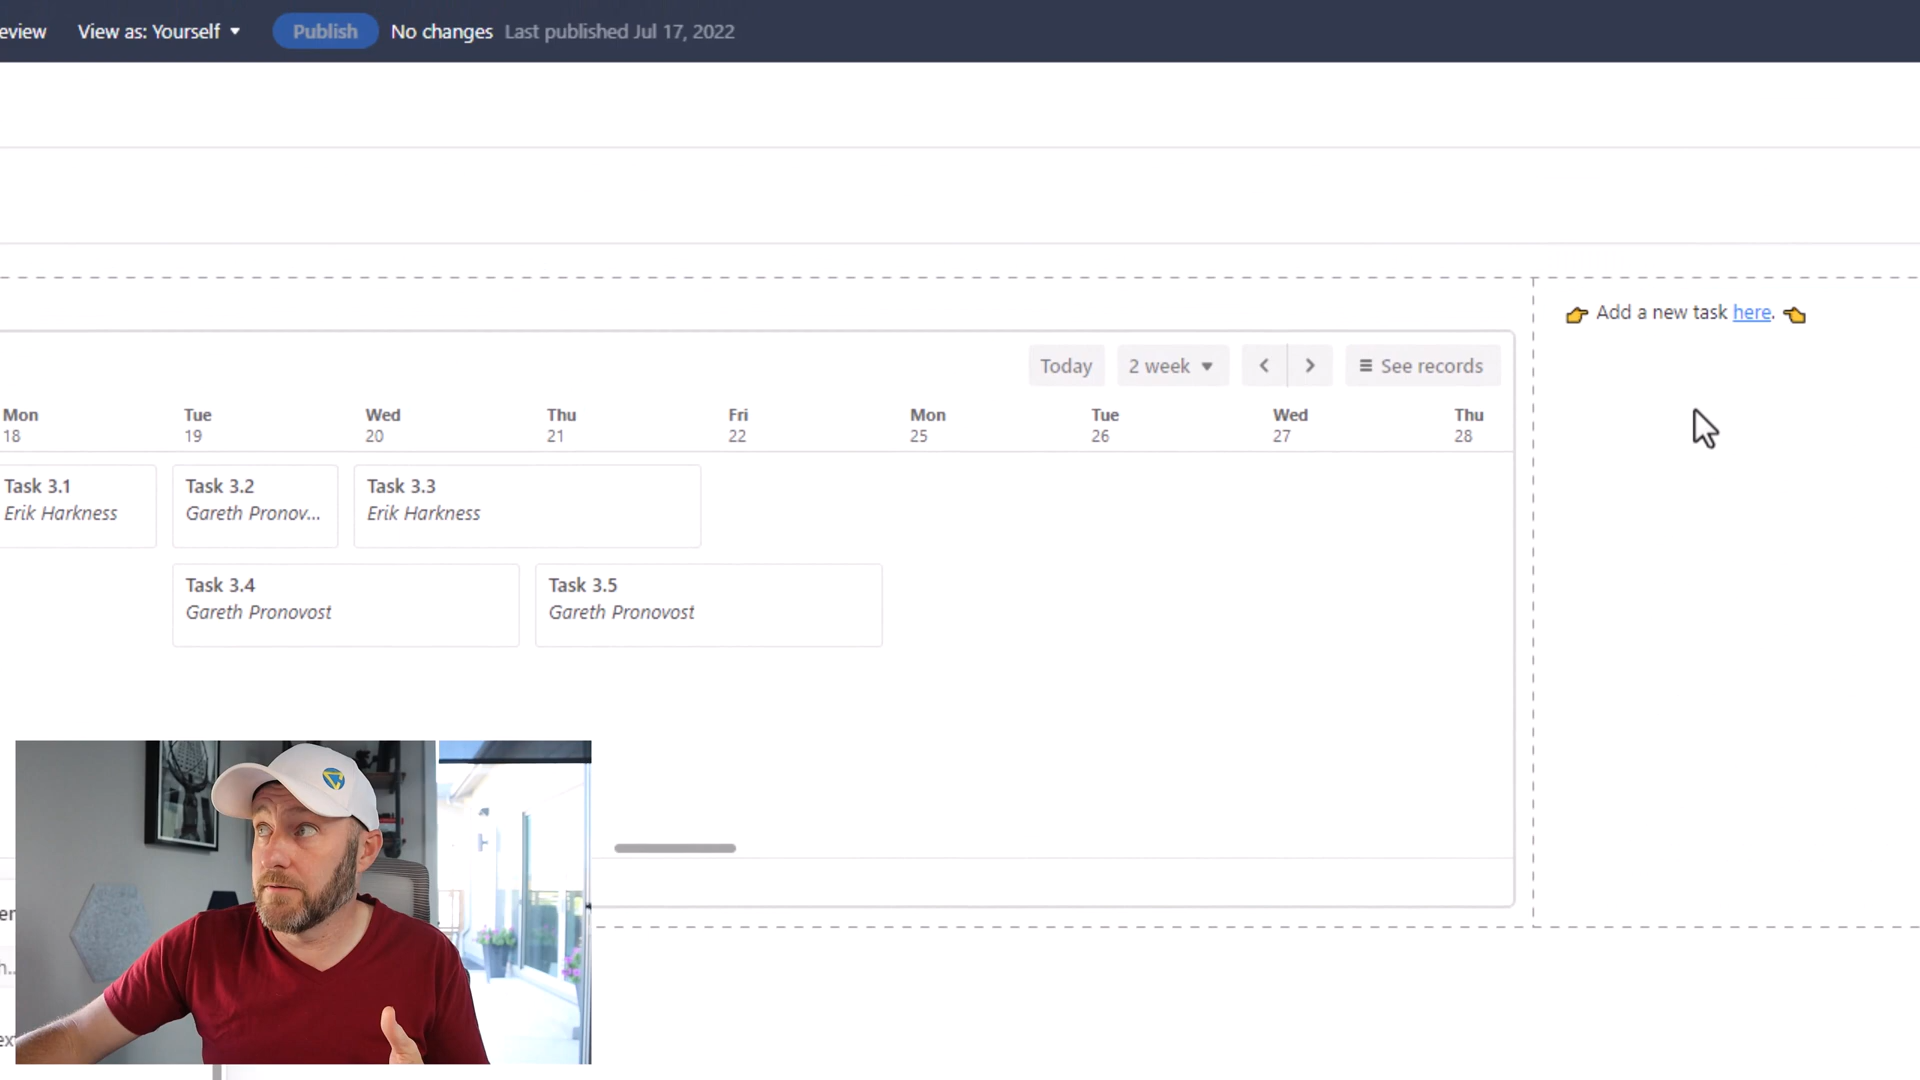 eview View as: Yourself Publish No changes Last published Jul 17, 2022
👉 Add a new task here. 👈
Today 2 week See records
Mon Tue Wed Thu Fri Mon Tue Wed Thu
18 19 20 21 22 25 26 27 28
Task 3.1 Task 3.2 Task 3.3
Erik Harkness Gareth Pronov... Erik Harkness
Task 3.4 Task 3.5
Gareth Pronovost Gareth Pronovost